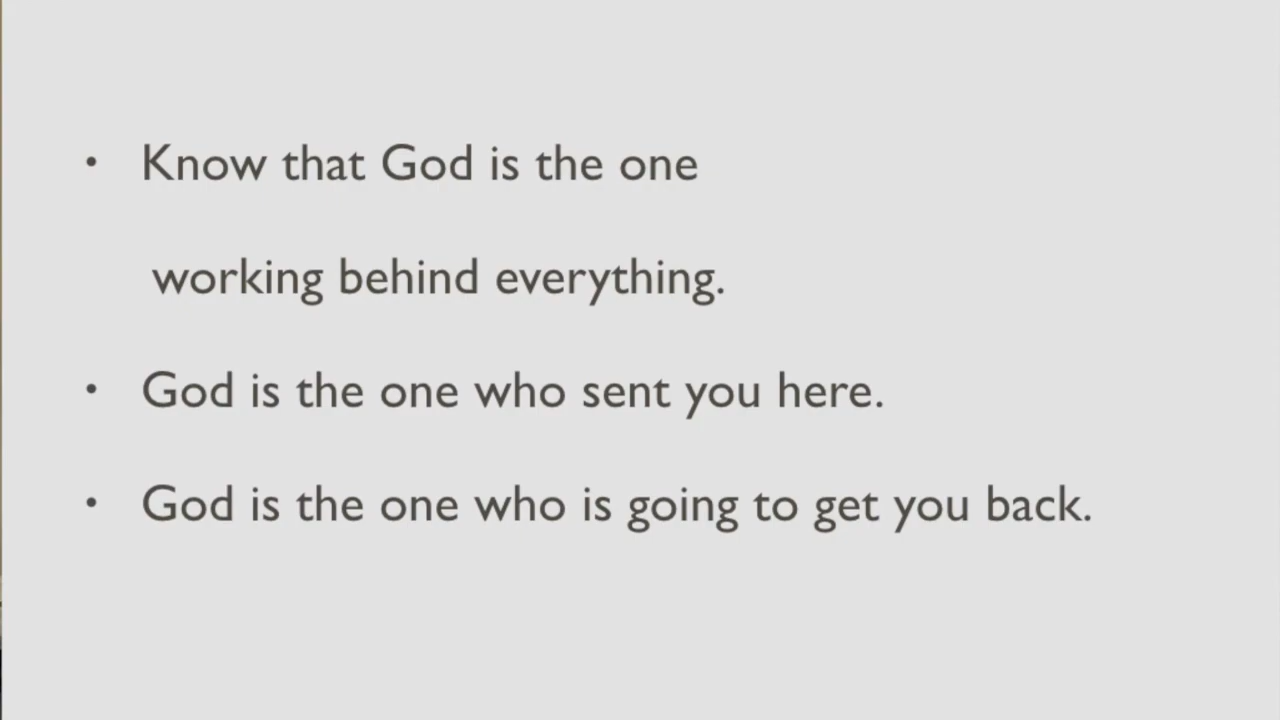 • Know that God is the one
working behind everything.
• God is the one who sent you here.
• God is the one who is going to get you back.